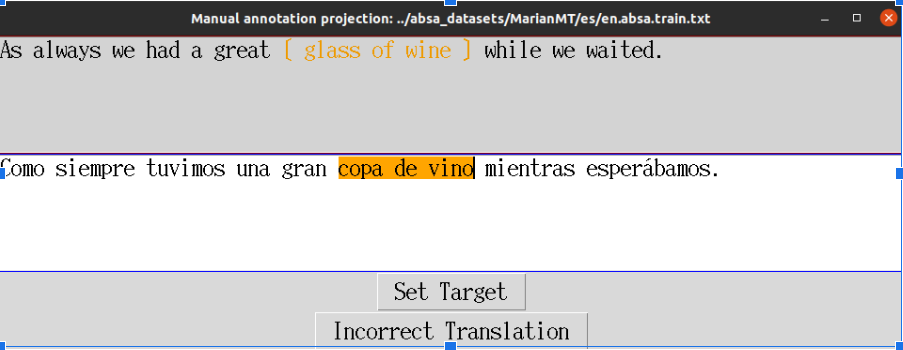 Manual annotation projection: ../absa_datasets/MarianMT/es/en.absa.train.txt
As always we had a great [ glass of wine ] while we waited.
Como siempre tuvimos una gran copa de vino mientras esperábamos.
Set Target
Incorrect Translation